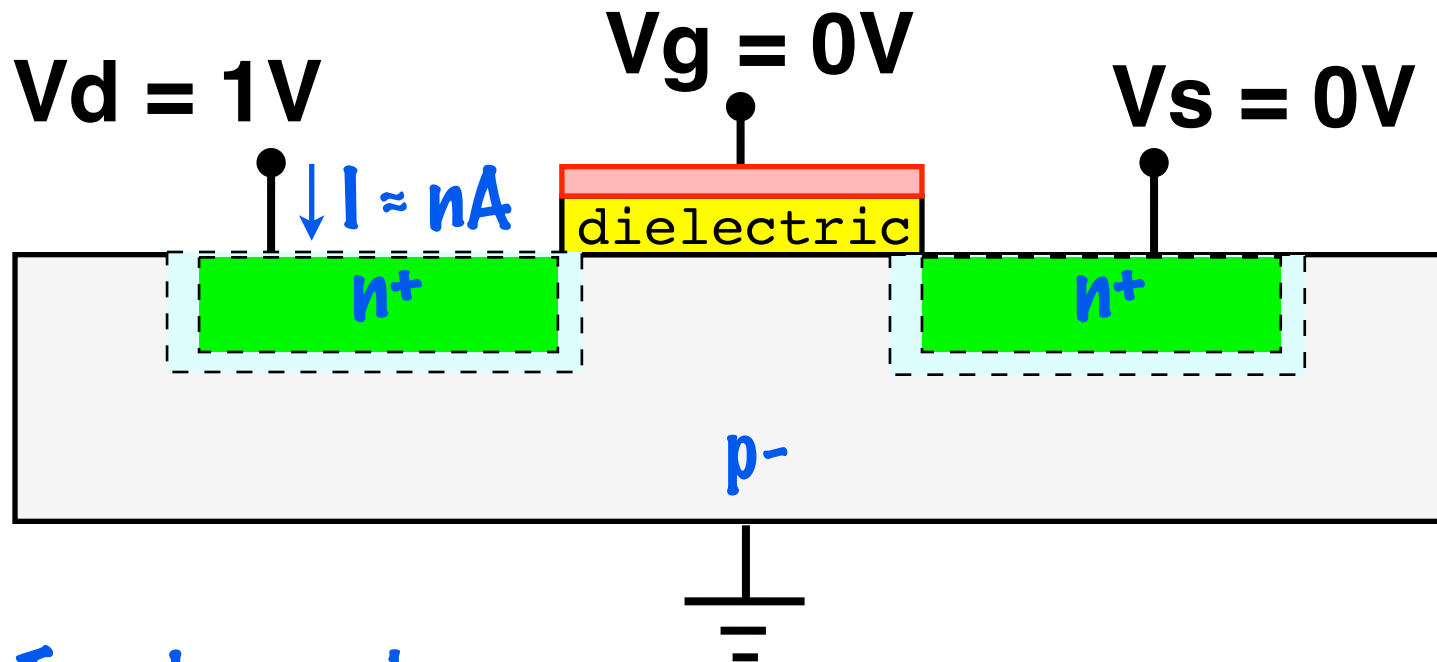 Vg = 0V
Vd = 1V
Vs = 0V
I ≈ nA
dielectric
n+
n+
p-